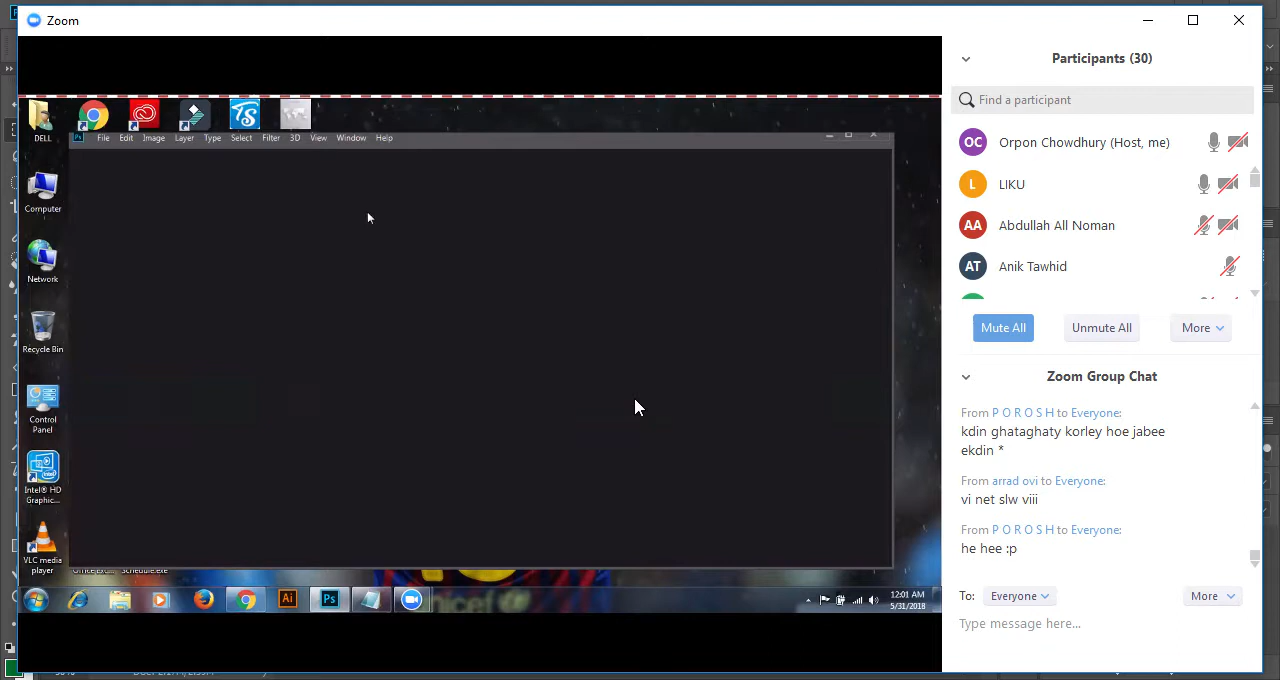 Zoom
DELL
File Edit Image Layer Type Select Filter 3D View Window Help
Computer
Network
Recycle Bin
Control
Panel
Intel® HD
Graphic...
VLC media
player
Ai
Ps
12:01 AM
5/31/2018
Participants (30)
Find a participant
OC Orpon Chowdhury (Host, me)
L LIKU
AA Abdullah All Noman
AT Anik Tawhid
Mute All Unmute All More
Zoom Group Chat
From P O R O S H to Everyone:
kdin ghataghaty korley hoe jabee
ekdin *
From arrad ovi to Everyone:
vi net slw viii
From P O R O S H to Everyone:
he hee :p
To: Everyone More
Type message here...